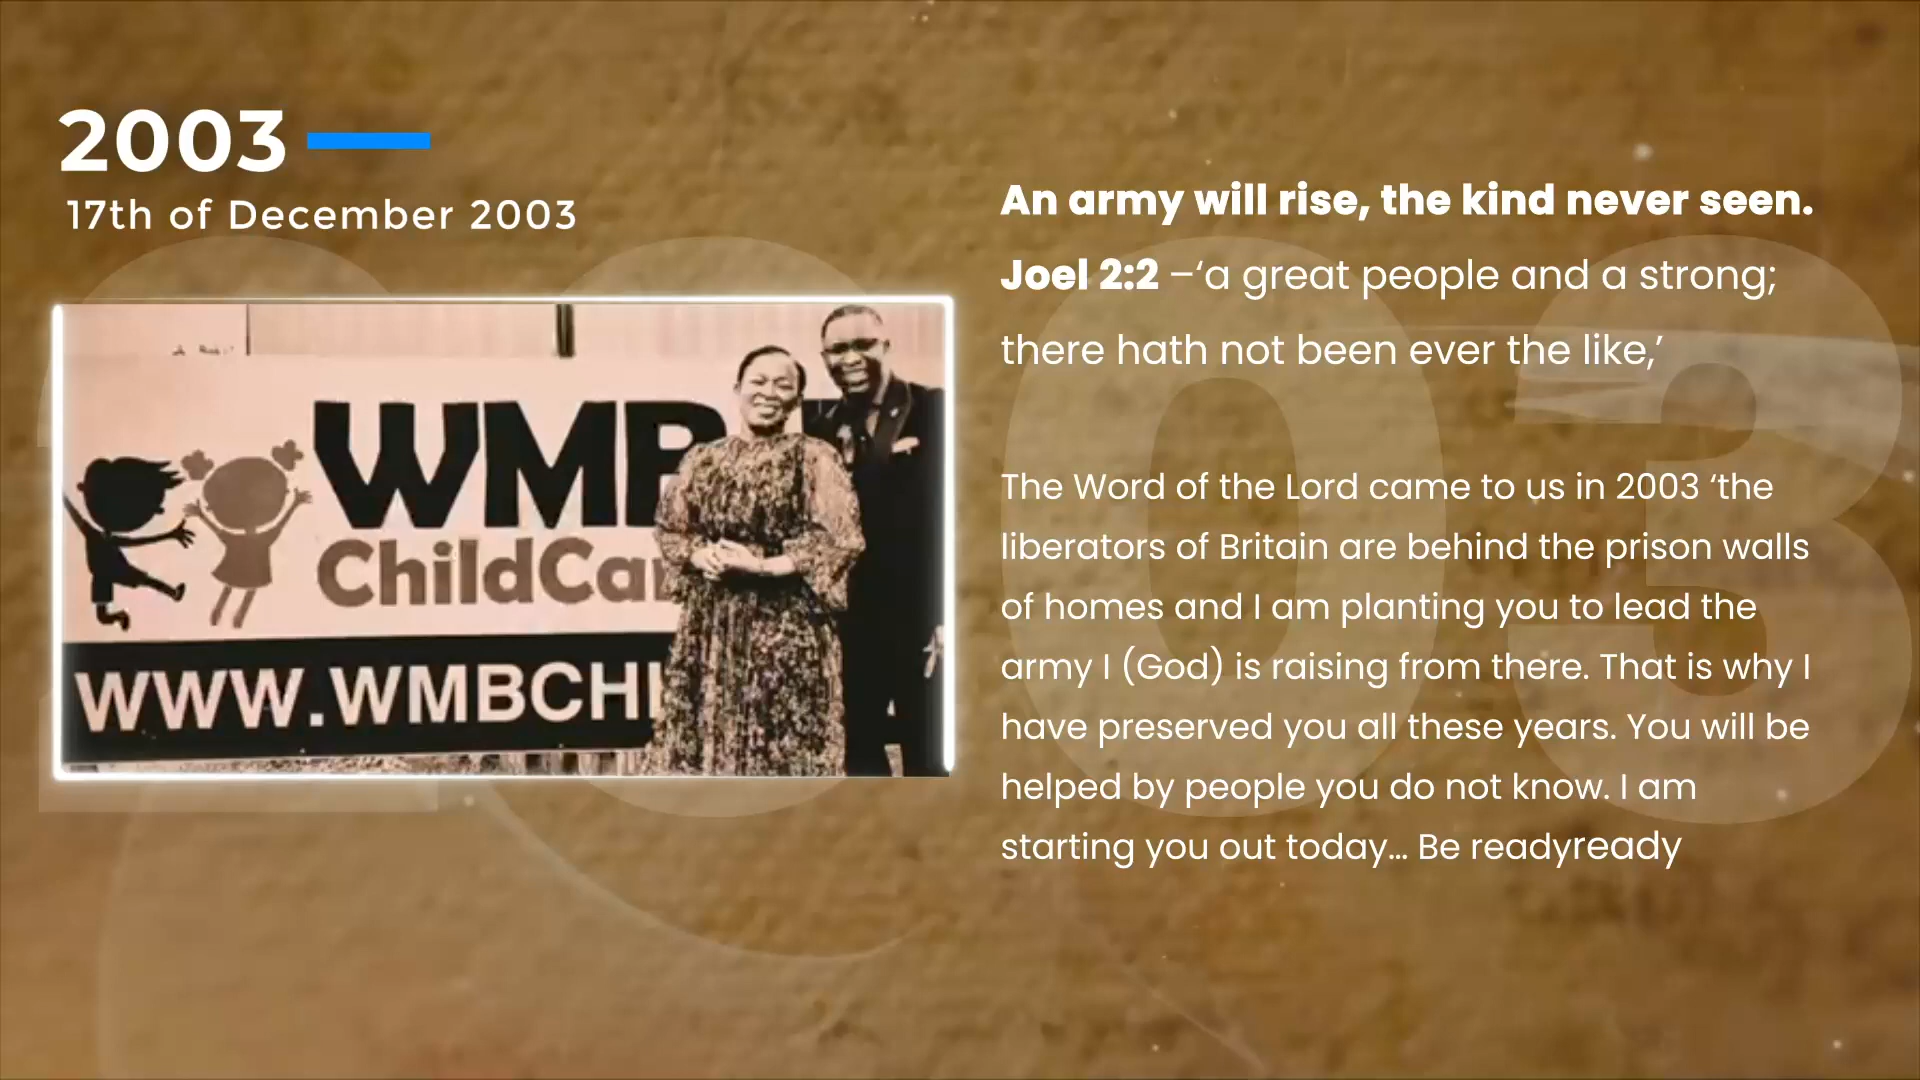 2003
17th of December 2003
WMB
ChildCar
WWW.WMBCHI
An army will rise, the kind never seen.
Joel 2:2 –‘a great people and a strong;
there hath not been ever the like,’
The Word of the Lord came to us in 2003 ‘the
liberators of Britain are behind the prison walls
of homes and I am planting you to lead the
army I (God) is raising from there. That is why I
have preserved you all these years. You will be
helped by people you do not know. I am
starting you out today... Be readyready
2003